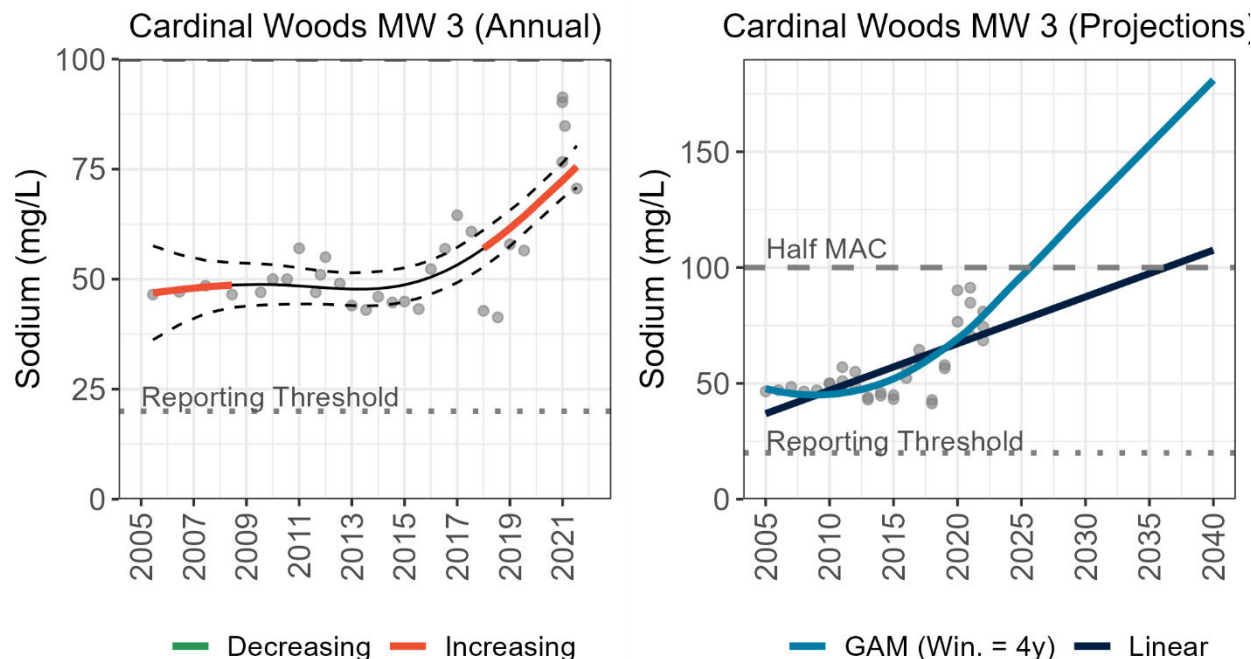 Cardinal Woods MW 3 (Annual)
Sodium (mg/L)
100
75
50
25
0
Reporting Threshold
2005
2007
2009
2011
2013
2015
2017
2019
2021
Decreasing
Increasing
Cardinal Woods MW 3 (Projections)
Sodium (mg/L)
150
100
50
0
Half MAC
Reporting Threshold
2005
2010
2015
2020
2025
2030
2035
2040
GAM (Win. = 4y)
Linear